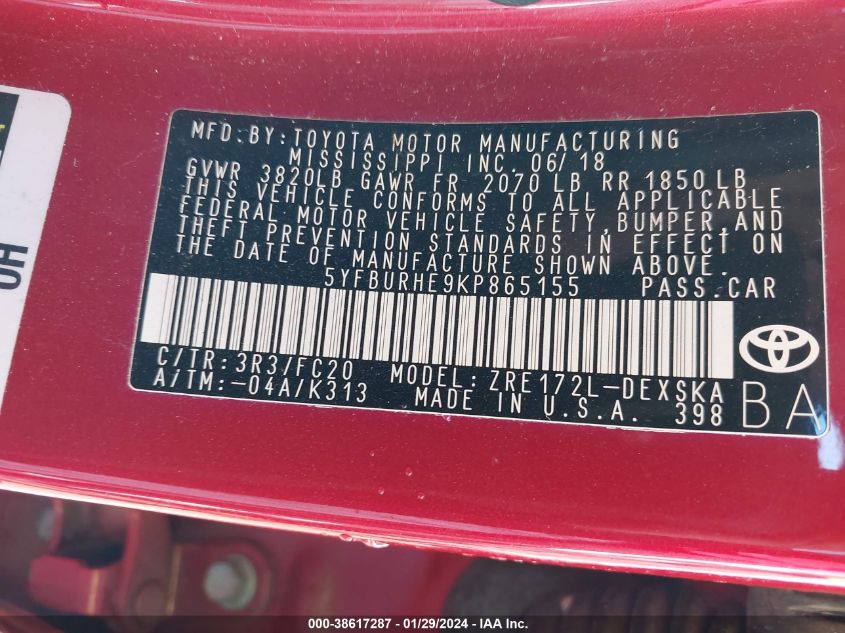 MFD. BY: TOYOTA MOTOR MANUFACTURING
MISSISSIPPI INC. 06/18
GVWR 3820LB GAWR FR 2070 LB RR 1850LB
THIS VEHICLE CONFORMS TO ALL APPLICABLE
FEDERAL MOTOR VEHICLE SAFETY, BUMPER, AND
THEFT PREVENTION STANDARDS IN EFFECT ON
THE DATE OF MANUFACTURE SHOWN ABOVE.
5YFBURHE9KP865155 PASS. CAR
C/TR: 3R3/FC20 MODEL: ZRE172L-DEXSKA
A/TM: -04A/K313 MADE IN U.S.A. 398
BA
HO
000-38617287 - 01/29/2024 - IAA Inc.